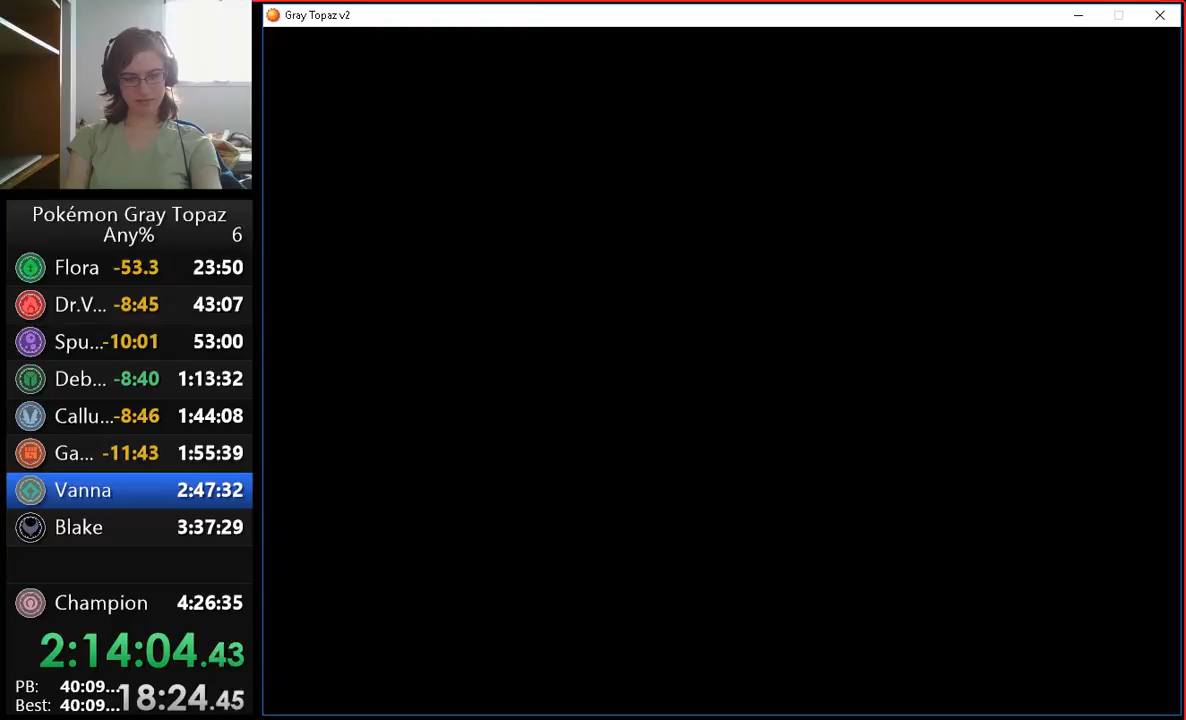 Gray Topaz v2
Pokémon Gray Topaz
Any% 6
Flora -53.3 23:50
Dr.V... -8:45 43:07
Spu... -10:01 53:00
Deb... -8:40 1:13:32
Callu... -8:46 1:44:08
Ga... -11:43 1:55:39
Vanna 2:47:32
Blake 3:37:29
Champion 4:26:35
2:14:04.43
PB: 40:09... 18:24.45
Best: 40:09...